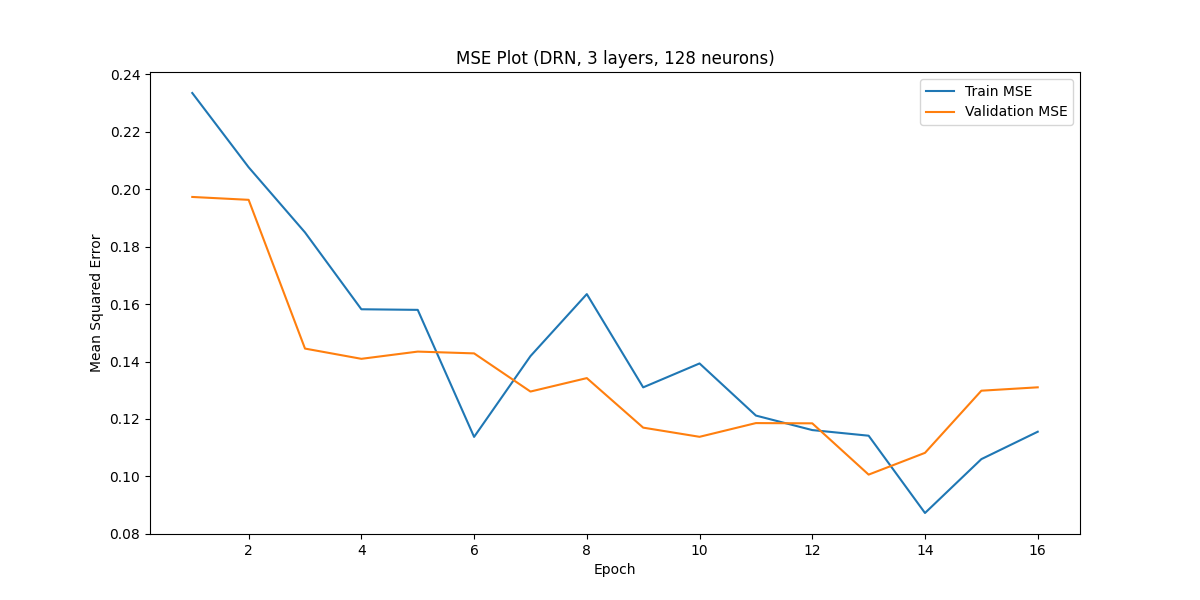 MSE Plot (DRN, 3 layers, 128 neurons)
Train MSE
Validation MSE
Mean Squared Error
0.24
0.22
0.20
0.18
0.16
0.14
0.12
0.10
0.08
2 4 6 8 10 12 14 16
Epoch